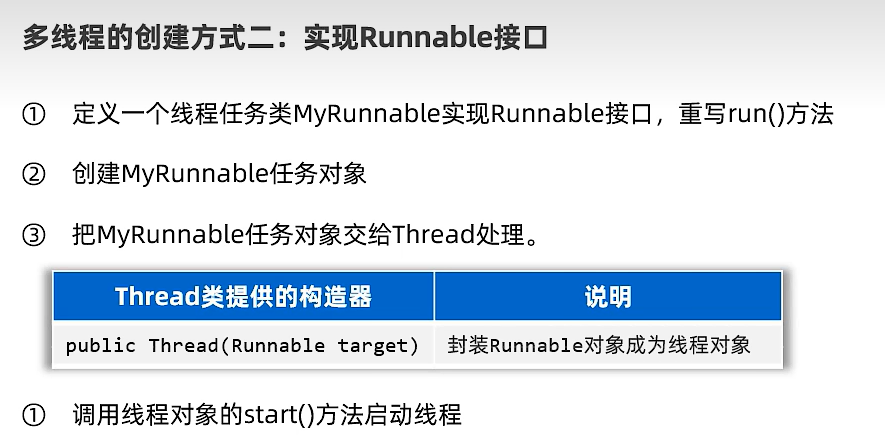 多线程的创建方式二：实现Runnable接口
① 定义一个线程任务类MyRunnable实现Runnable接口，重写run()方法
② 创建MyRunnable任务对象
③ 把MyRunnable任务对象交给Thread处理。
Thread类提供的构造器 说明
public Thread(Runnable target) 封装Runnable对象成为线程对象
① 调用线程对象的start()方法启动线程